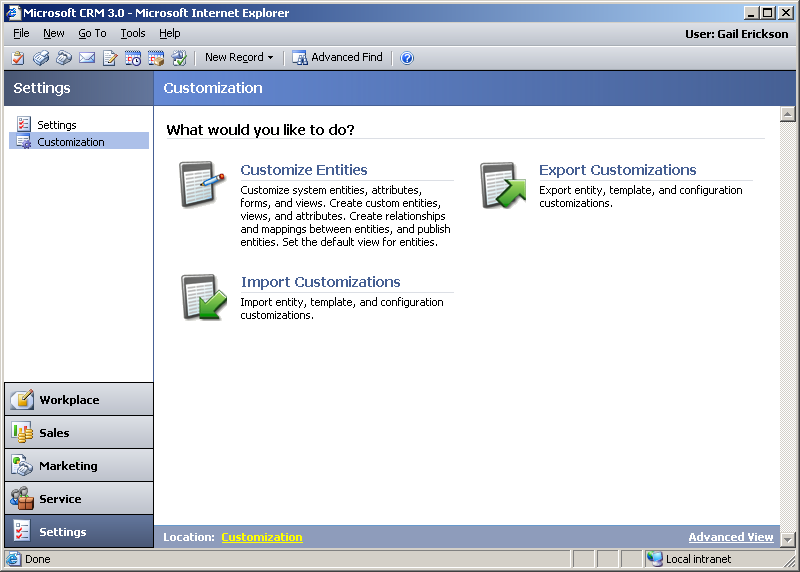 Microsoft CRM 3.0 - Microsoft Internet Explorer
File New Go To Tools Help
User: Gail Erickson
New Record Advanced Find
Settings
Customization
Settings
Customization
What would you like to do?
Customize Entities
Customize system entities, attributes,
forms, and views. Create custom entities,
views, and attributes. Create relationships
and mappings between entities, and publish
entities. Set the default view for entities.
Export Customizations
Export entity, template, and configuration
customizations.
Import Customizations
Import entity, template, and configuration
customizations.
Workplace
Sales
Marketing
Service
Settings
Location: Customization
Advanced View
Done
Local intranet